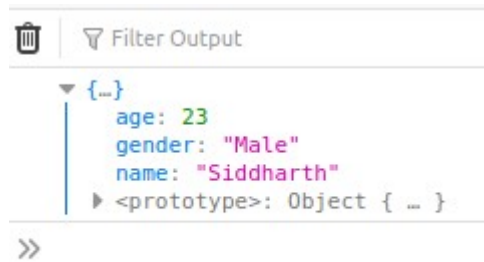 Filter Output
{…}
age: 23
gender: "Male"
name: "Siddharth"
<prototype>: Object { … }
»